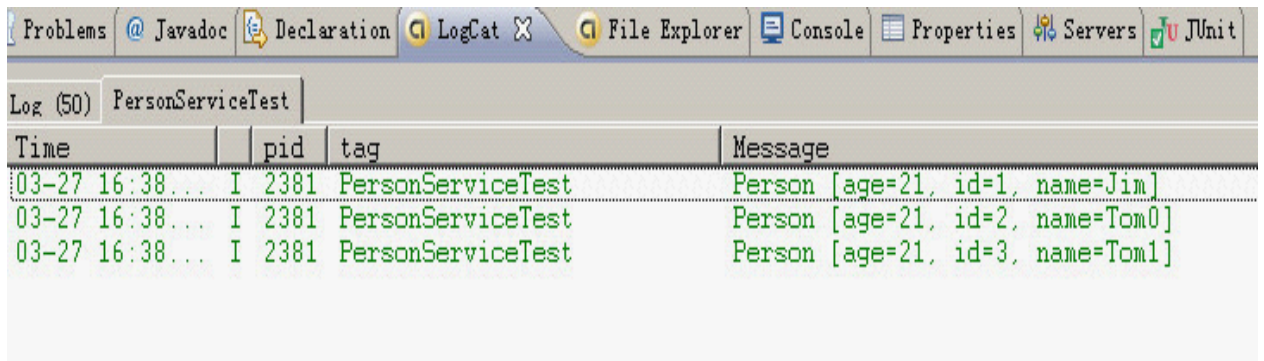 Problems @ Javadoc Declaration LogCat File Explorer Console Properties Servers JUnit
Log (50) PersonServiceTest
Time pid tag Message
03-27 16:38... I 2381 PersonServiceTest Person [age=21, id=1, name=Jim]
03-27 16:38... I 2381 PersonServiceTest Person [age=21, id=2, name=Tom0]
03-27 16:38... I 2381 PersonServiceTest Person [age=21, id=3, name=Tom1]